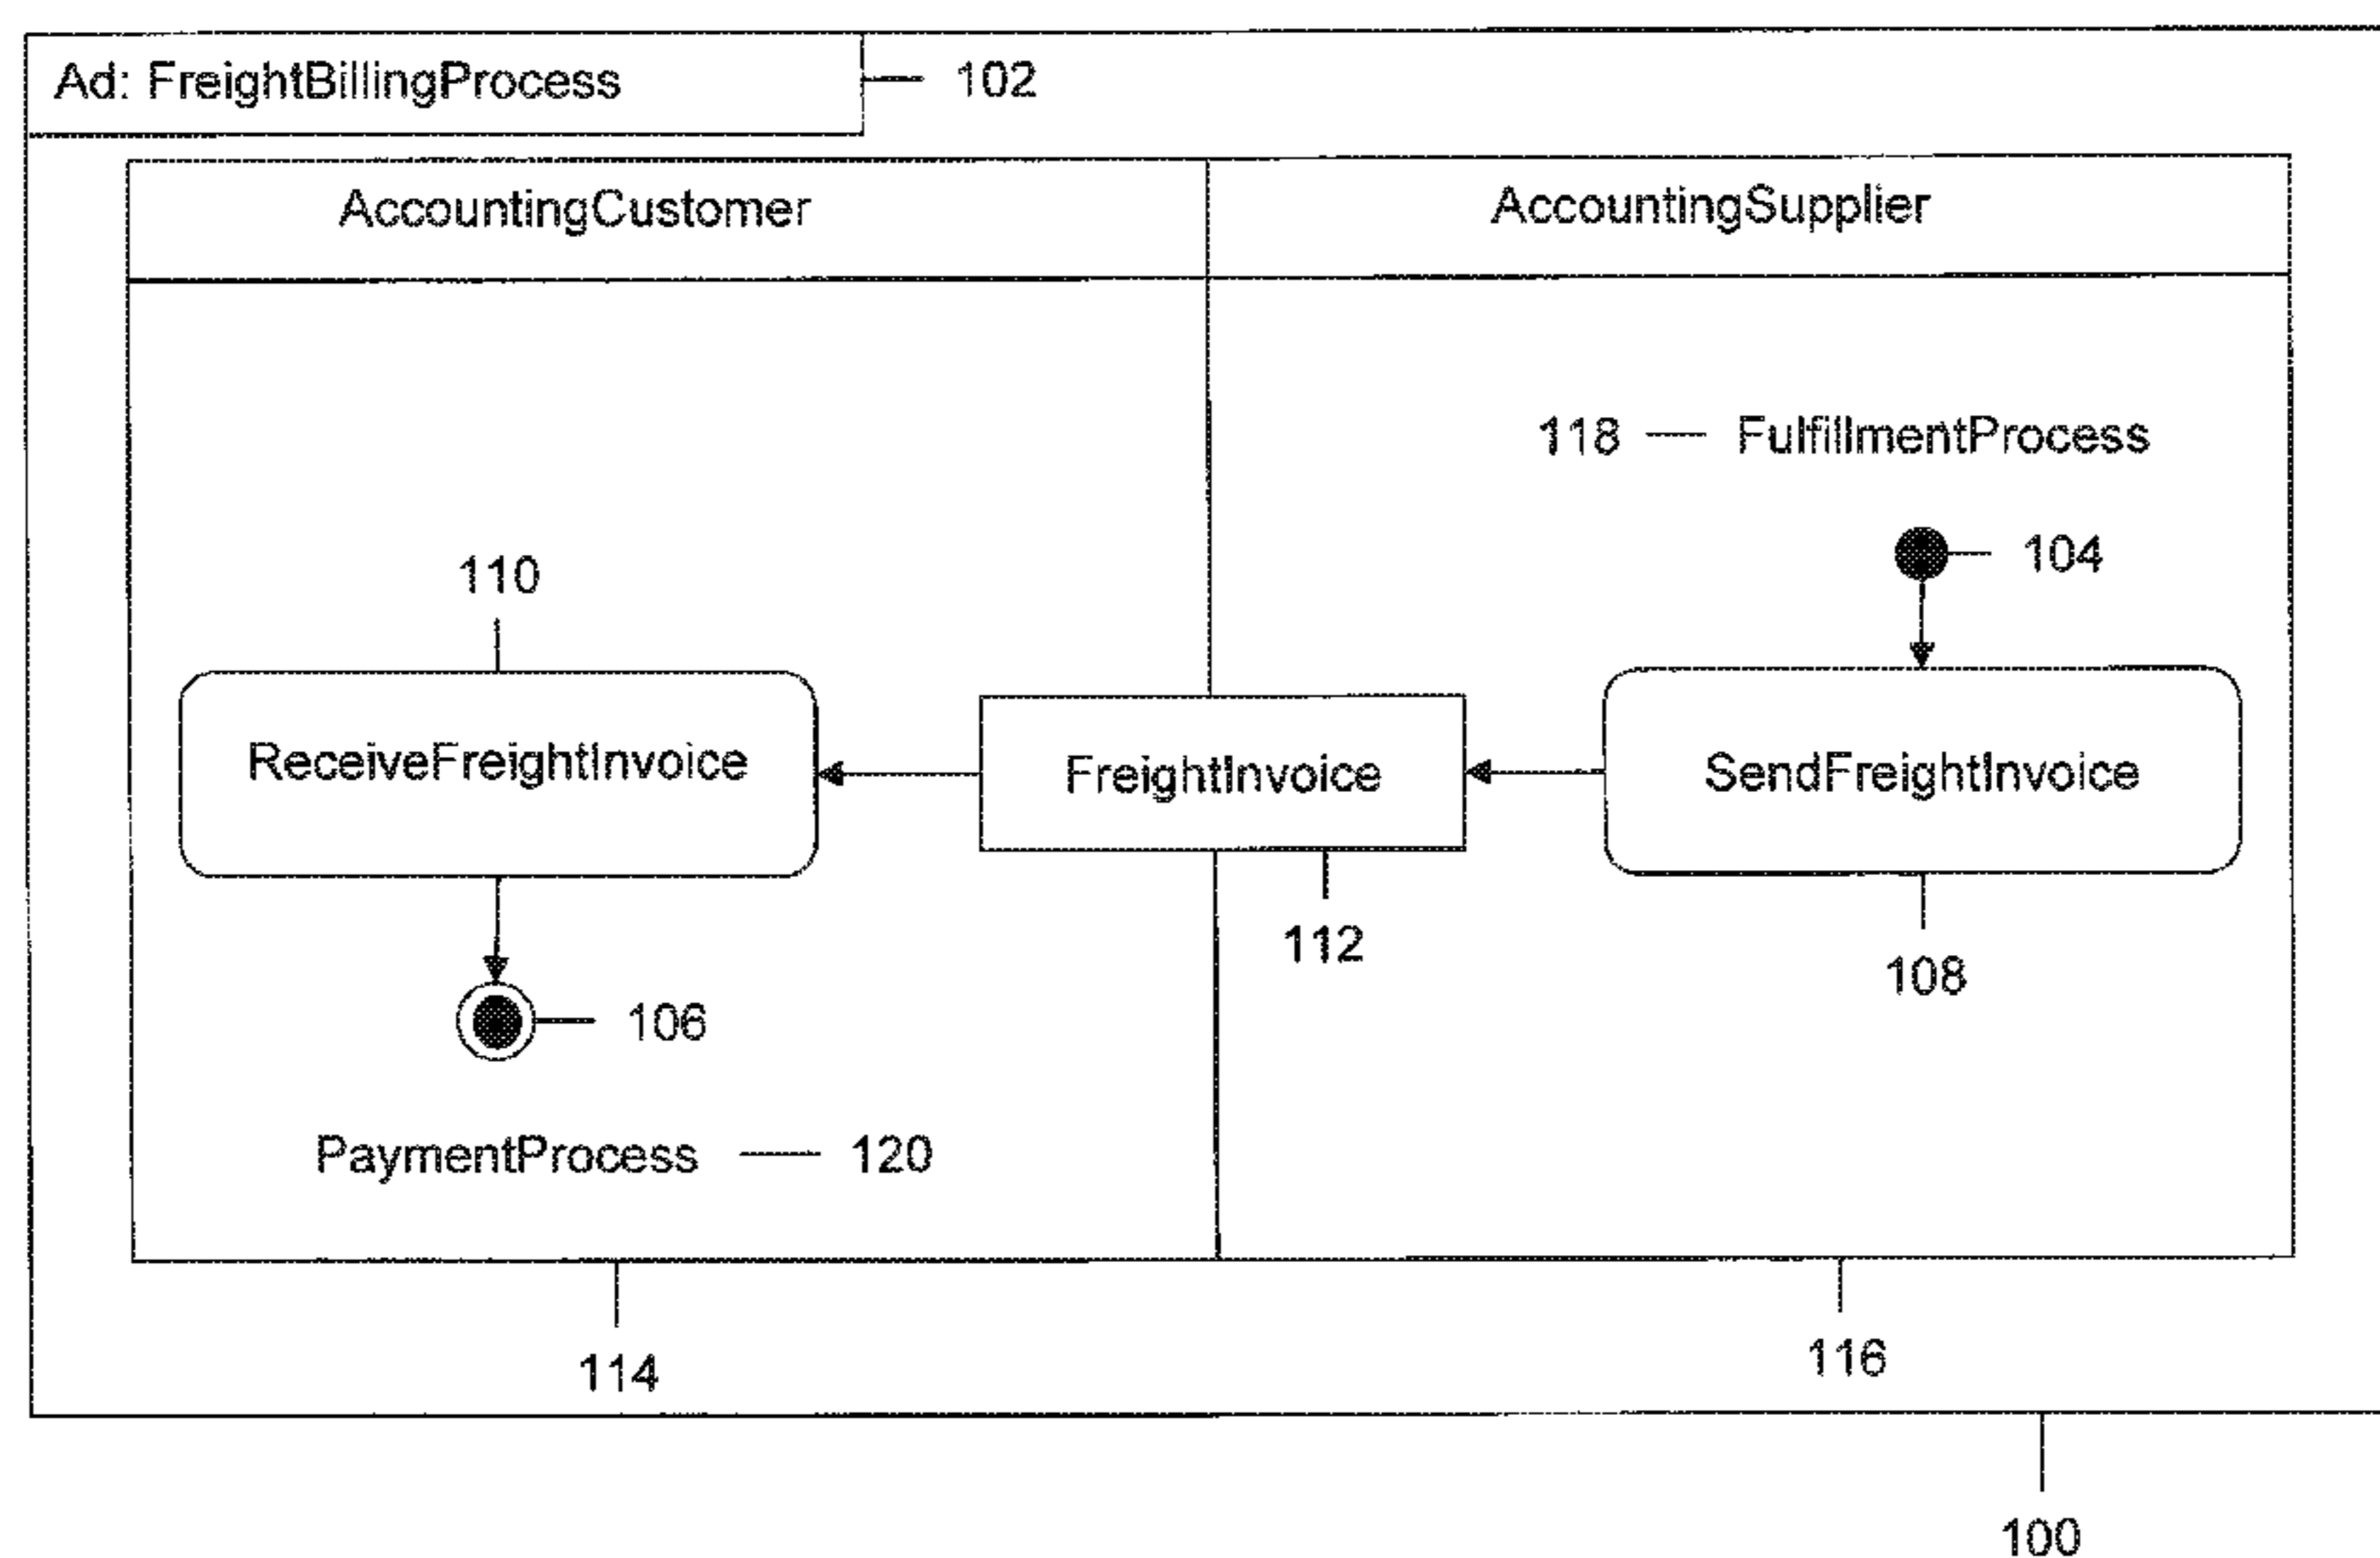 Ad: FreightBillingProcess
102
AccountingCustomer
AccountingSupplier
118
FulfillmentProcess
104
110
ReceiveFreightInvoice
FreightInvoice
SendFreightInvoice
112
108
106
PaymentProcess
120
114
116
100